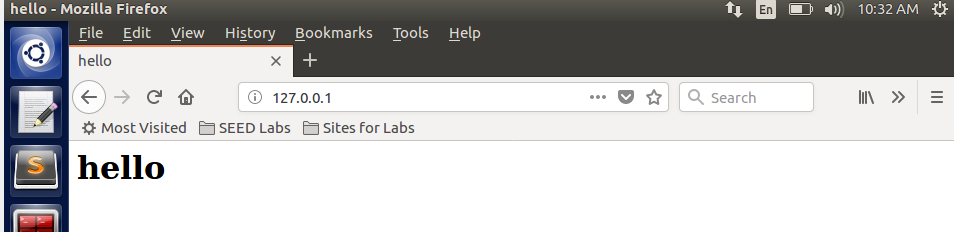 hello - Mozilla Firefox En 10:32 AM
File Edit View History Bookmarks Tools Help
hello
127.0.0.1 Search
Most Visited SEED Labs Sites for Labs
hello